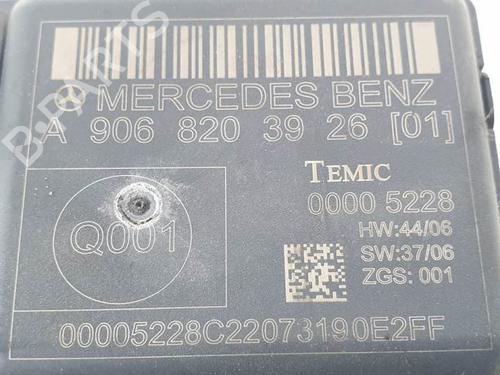 MERCEDES BENZ
A 906 820 39 26 [01]
TEMIC
0000 5228
Q001
HW:44/06
SW:37/06
ZGS: 001
00005228C22073190E2FF
B-PARTS